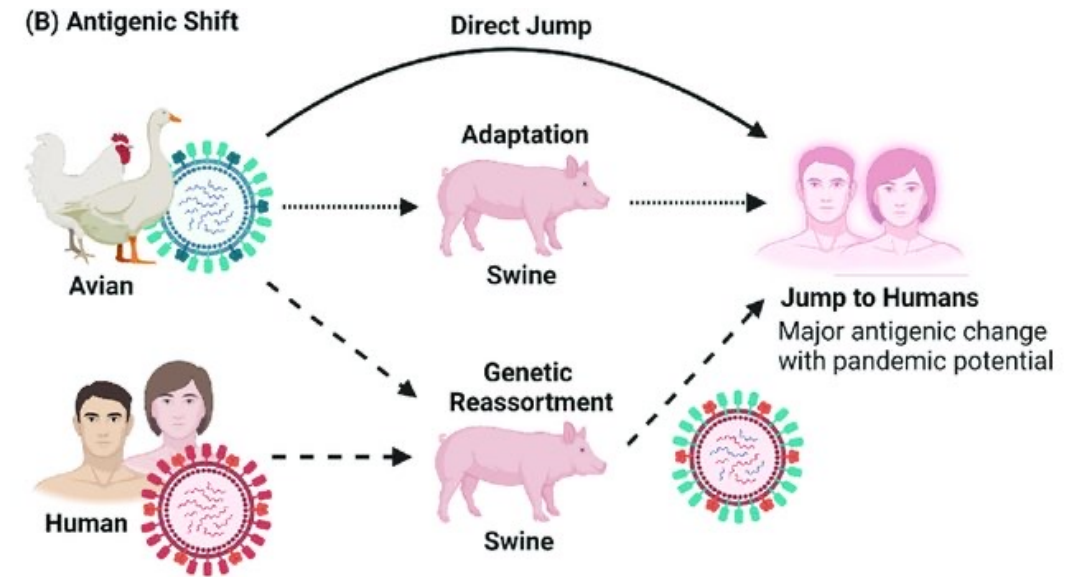 (B) Antigenic Shift
Direct Jump
Adaptation
Swine
Avian
Jump to Humans
Major antigenic change
with pandemic potential
Genetic
Reassortment
Human
Swine